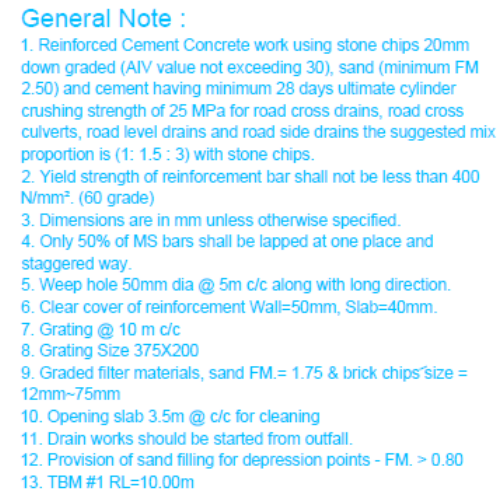 General Note :
1. Reinforced Cement Concrete work using stone chips 20mm
down graded (AIV value not exceeding 30), sand (minimum FM
2.50) and cement having minimum 28 days ultimate cylinder
crushing strength of 25 MPa for road cross drains, road cross
culverts, road level drains and road side drains the suggested mix
proportion is (1: 1.5 : 3) with stone chips.
2. Yield strength of reinforcement bar shall not be less than 400
N/mm². (60 grade)
3. Dimensions are in mm unless otherwise specified.
4. Only 50% of MS bars shall be lapped at one place and
staggered way.
5. Weep hole 50mm dia @ 5m c/c along with long direction.
6. Clear cover of reinforcement Wall=50mm, Slab=40mm.
7. Grating @ 10 m c/c
8. Grating Size 375X200
9. Graded filter materials, sand FM.= 1.75 & brick chips˜size =
12mm~75mm
10. Opening slab 3.5m @ c/c for cleaning
11. Drain works should be started from outfall.
12. Provision of sand filling for depression points - FM. > 0.80
13. TBM #1 RL=10.00m